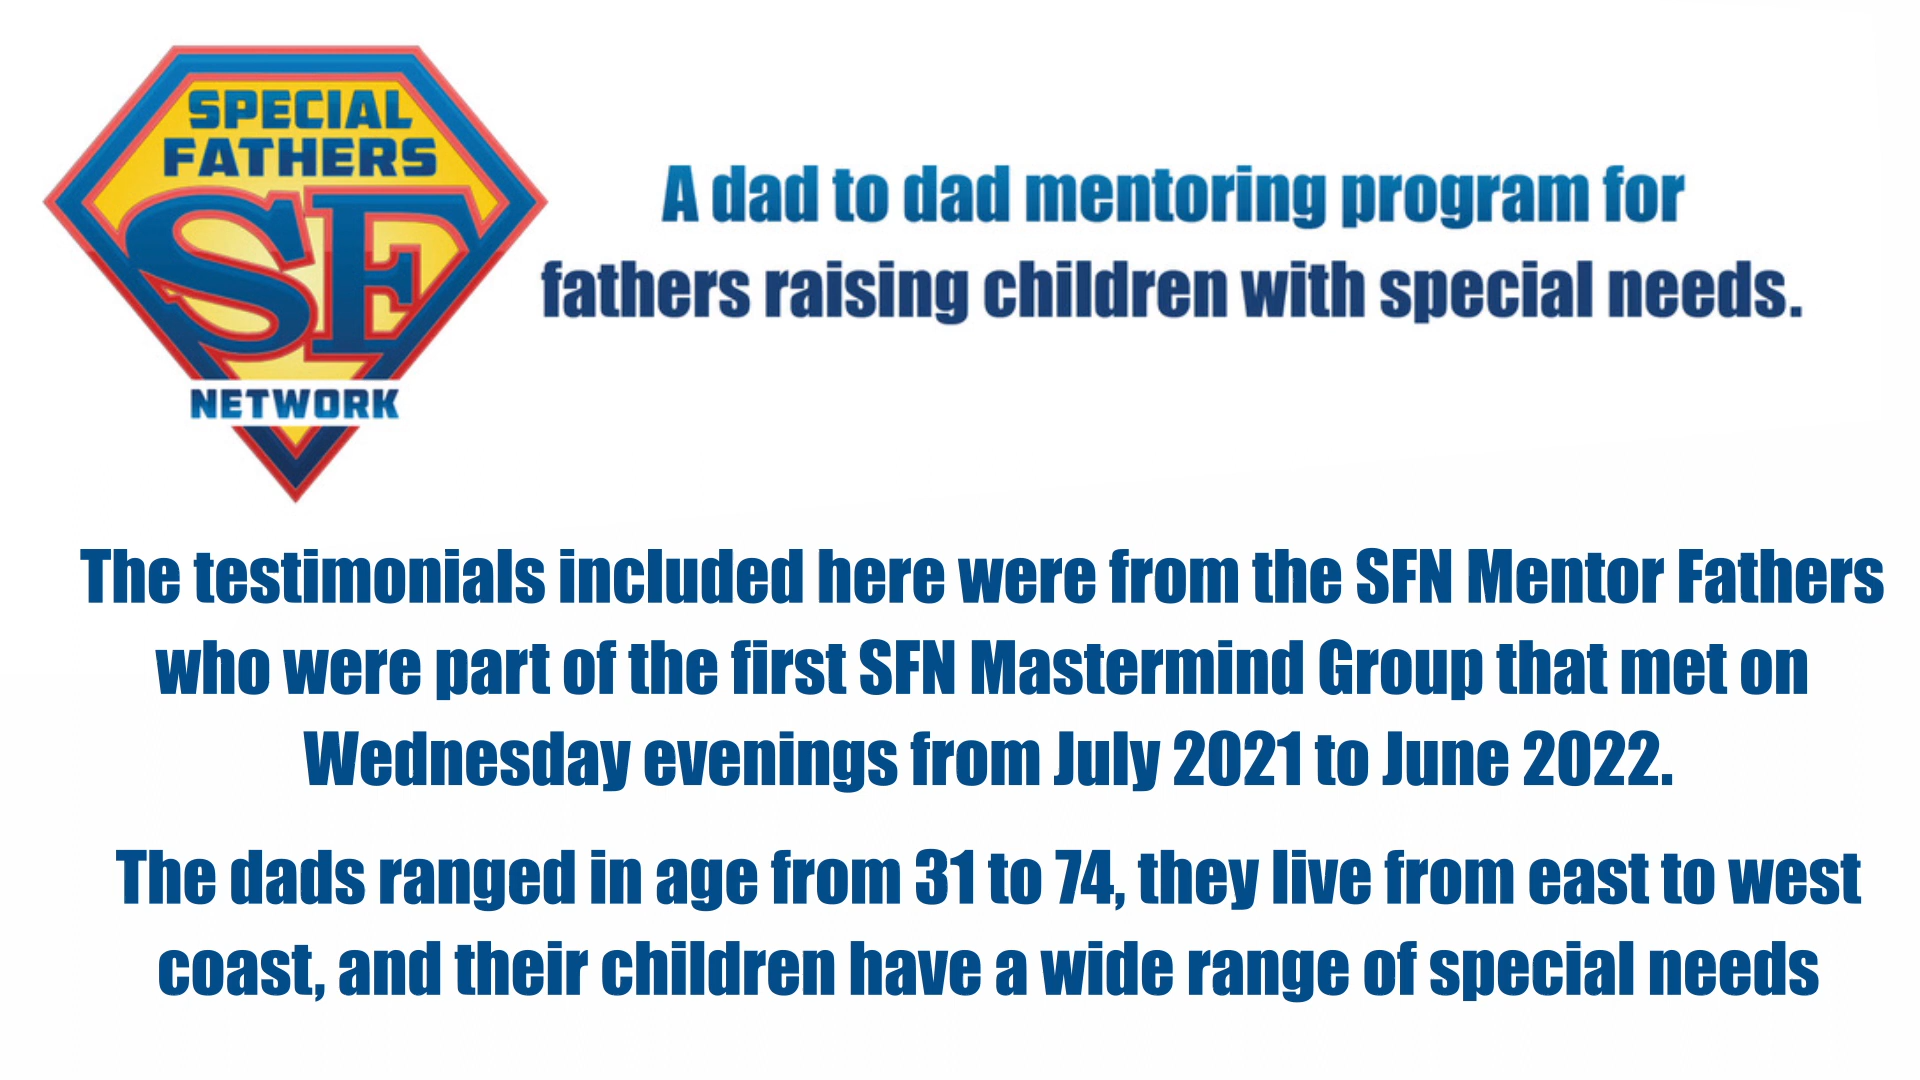 SPECIAL
FATHERS
SF
NETWORK
A dad to dad mentoring program for
fathers raising children with special needs.
The testimonials included here were from the SFN Mentor Fathers
who were part of the first SFN Mastermind Group that met on
Wednesday evenings from July 2021 to June 2022.
The dads ranged in age from 31 to 74, they live from east to west
coast, and their children have a wide range of special needs